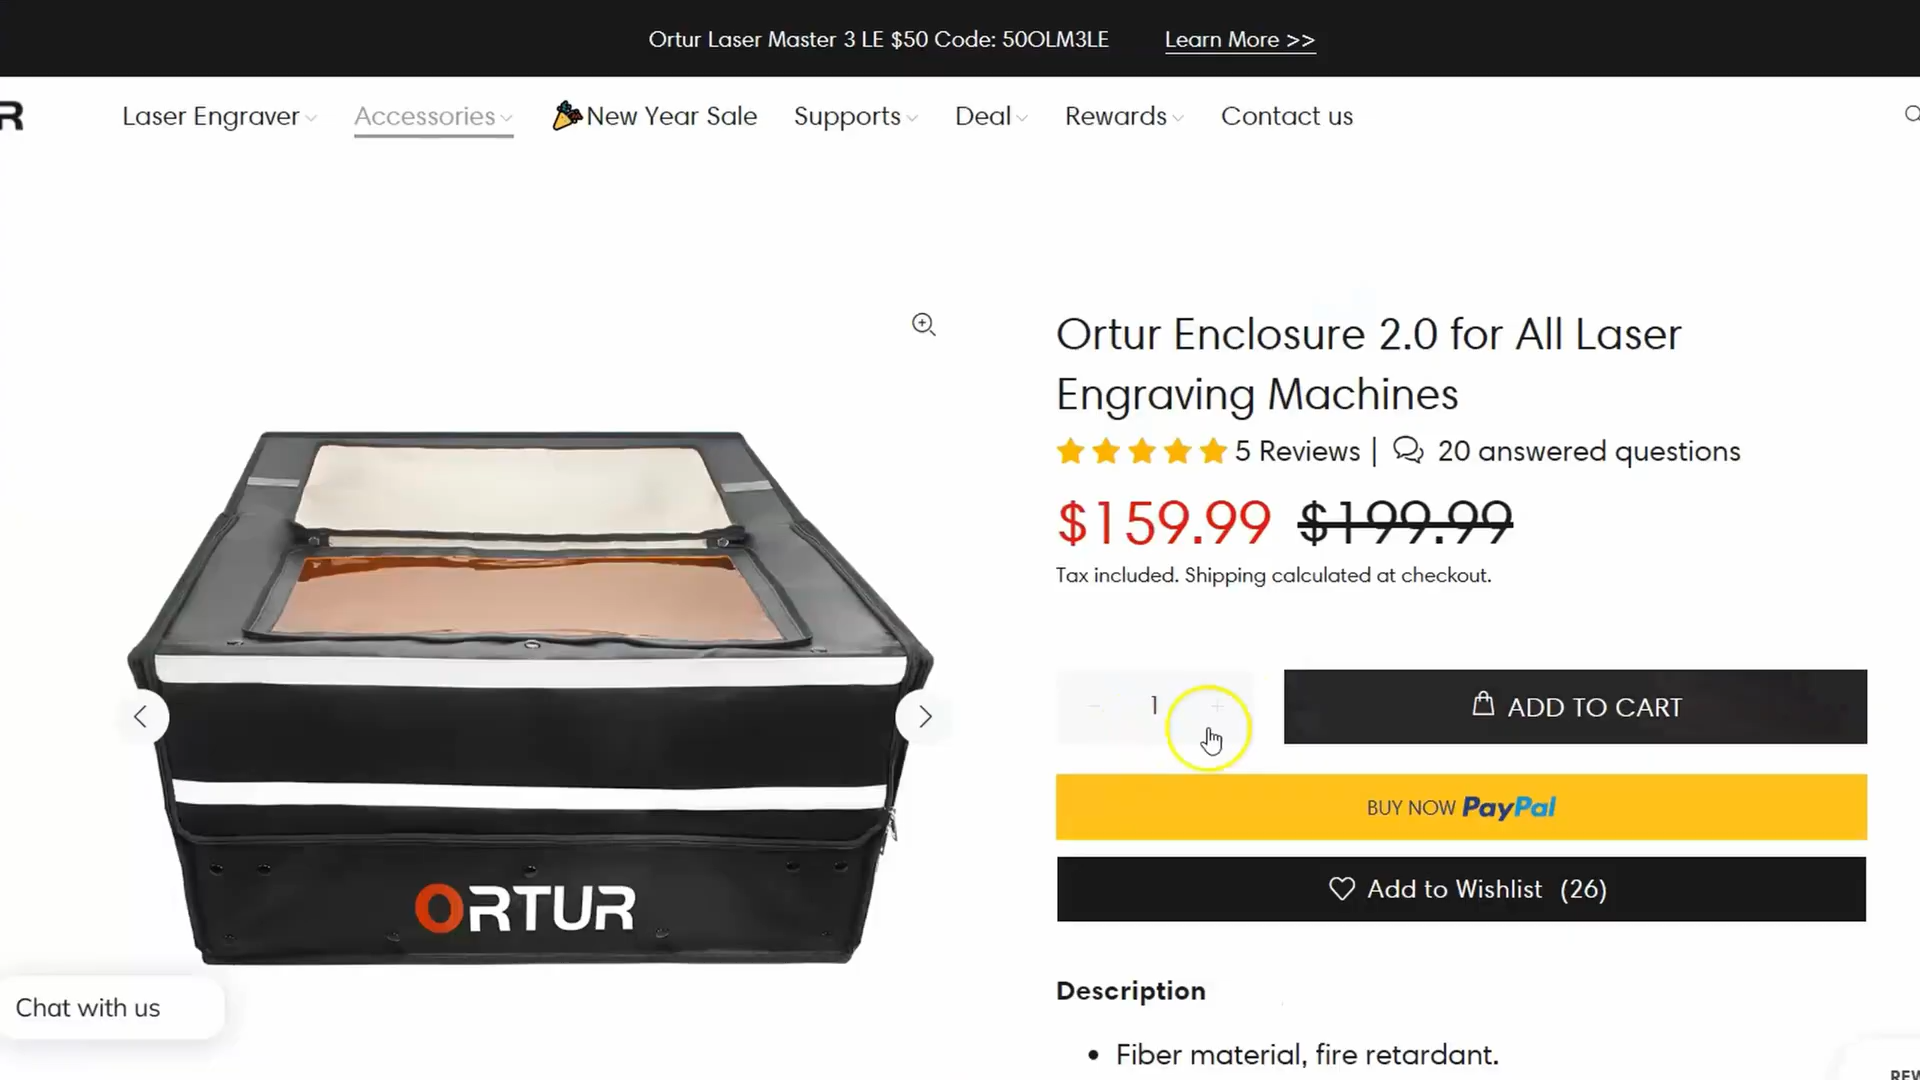 Ortur Laser Master 3 LE $50 Code: 50OLM3LE Learn More >>
R Laser Engraver Accessories New Year Sale Supports Deal Rewards Contact us
Ortur Enclosure 2.0 for All Laser
Engraving Machines
5 Reviews | 20 answered questions
$159.99 $199.99
Tax included. Shipping calculated at checkout.
- 1 + ADD TO CART
BUY NOW PayPal
Add to Wishlist (26)
ORTUR
Description
Chat with us
• Fiber material, fire retardant.
REW